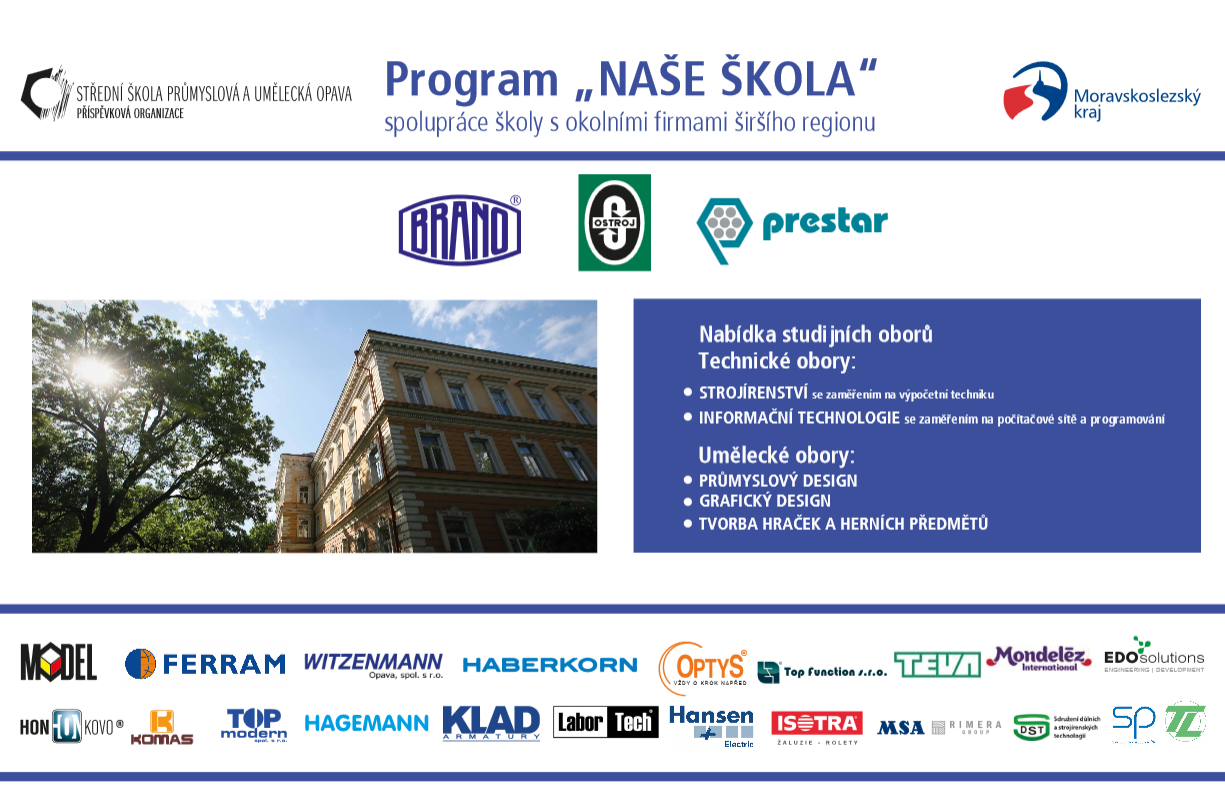 STŘEDNÍ ŠKOLA PRŮMYSLOVÁ A UMĚLECKÁ OPAVA
PŘÍSPĚVKOVÁ ORGANIZACE
Program „NAŠE ŠKOLA“
spolupráce školy s okolními firmami širšího regionu
Moravskoslezský
kraj
BRANO®
OSTROJ
prestar
Nabídka studijních oborů
Technické obory:
• STROJÍRENSTVÍ se zaměřením na výpočetní techniku
• INFORMAČNÍ TECHNOLOGIE se zaměřením na počítačové sítě a programování
Umělecké obory:
• PRŮMYSLOVÝ DESIGN
• GRAFICKÝ DESIGN
• TVORBA HRAČEK A HERNÍCH PŘEDMĚTŮ
MODEL
FERRAM
WITZENMANN
Opava, spol. s r.o.
HABERKORN
OPTYS®
VŽDY O KROK NAPŘED
Top Function s.r.o.
TEVA
Mondelēz
International
EDOsolutions
ENGINEERING | DEVELOPMENT
HON KOVO®
K
KOMAS
TOP
modern
spol. s r.o.
HAGEMANN
KLAD
ARMATURY
Labor Tech®
Hansen
Electric
ISOTRA
ŽALUZIE - ROLETY
MSA
RIMERA
GROUP
DST
Sdružení důlních
a strojírenských
technologií
sp
TL